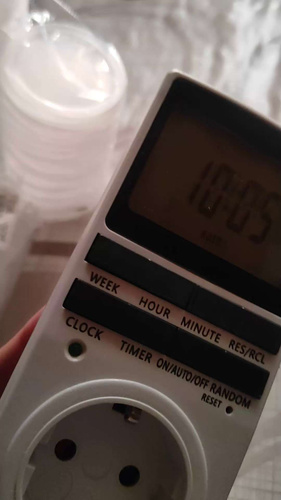 10:05
WEEK HOUR MINUTE RES/RCL
CLOCK TIMER ON/AUTO/OFF RANDOM
RESET